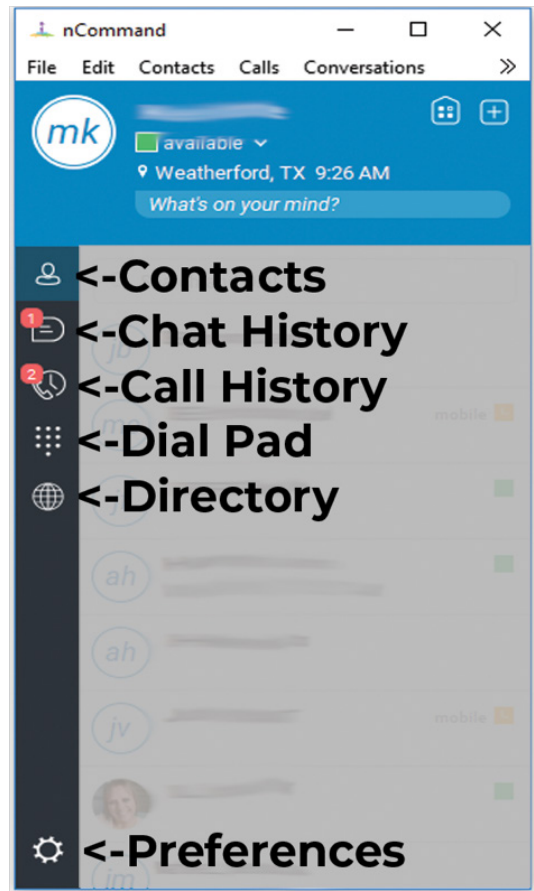 nCommand
File Edit Contacts Calls Conversations
mk
available
Weatherford, TX 9:26 AM
What's on your mind?
<-Contacts
1
<-Chat History
jb
2
<-Call History
mobile
<-Dial Pad
<-Directory
ah
ah
jv
mobile
<-Preferences
jm